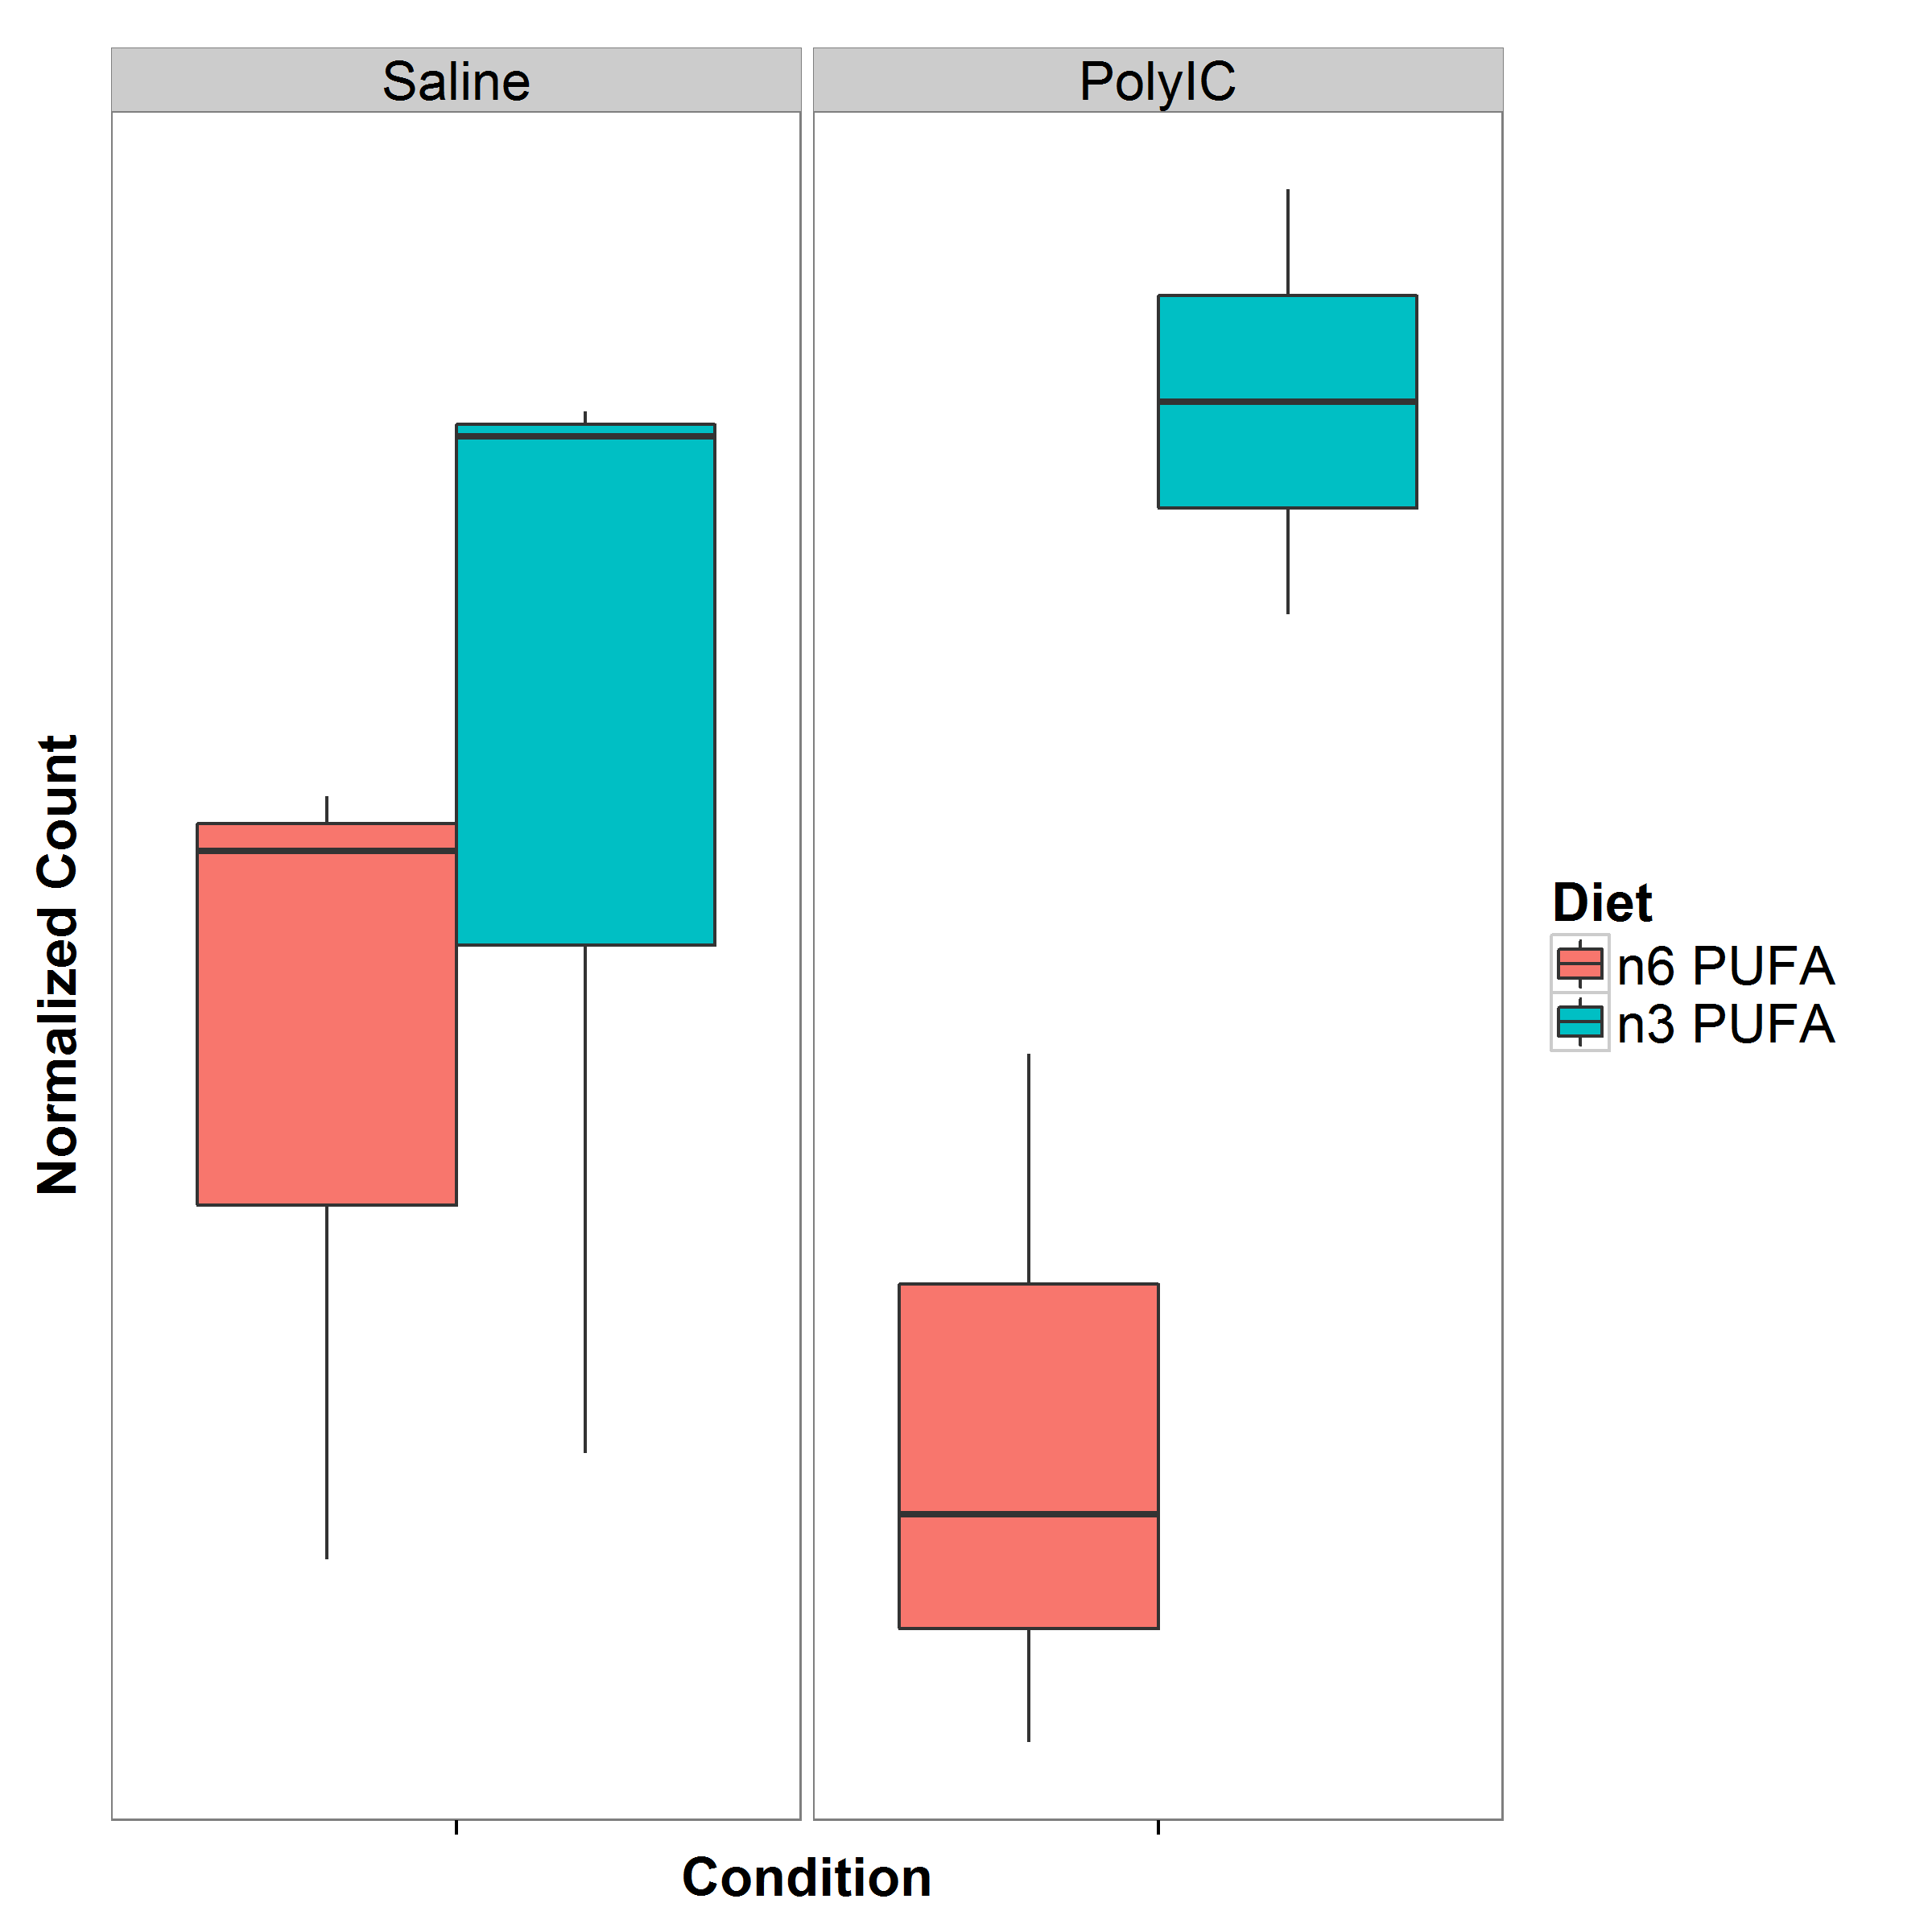 Saline
PolyIC
Normalized Count
Condition
Diet
n6 PUFA
n3 PUFA